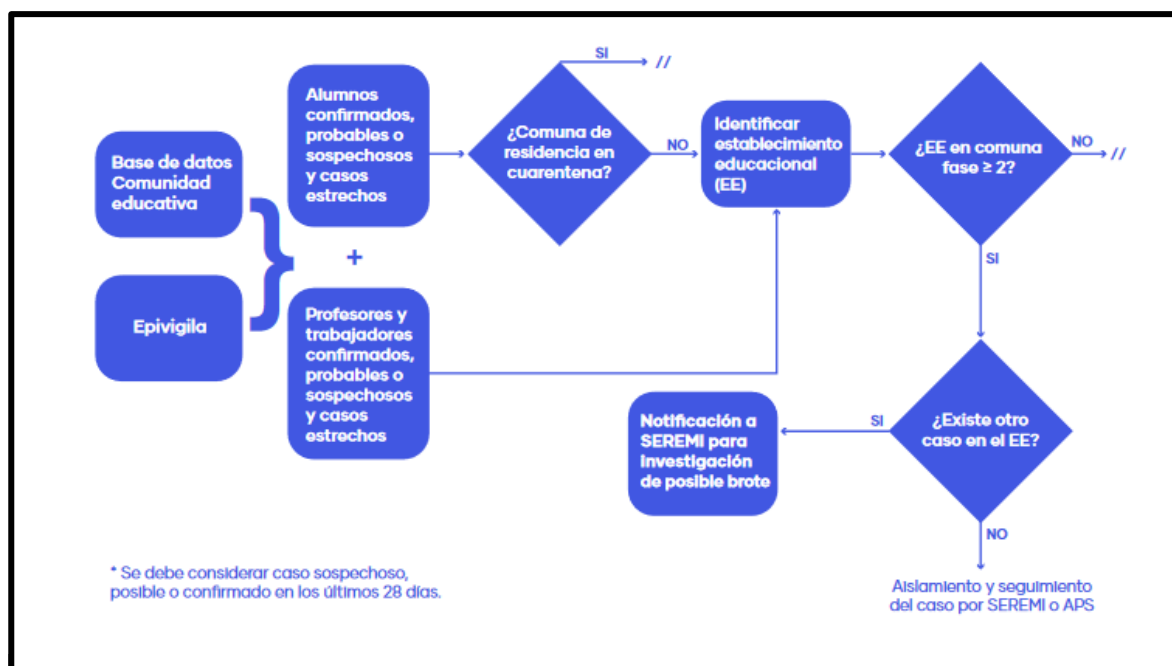 Base de datos
Comunidad
educativa
Epivigila
Alumnos
confirmados,
probables o
sospechosos
y casos
estrechos
+
Profesores y
trabajadores
confirmados,
probables o
sospechosos
y casos
estrechos
¿Comuna de
residencia en
cuarentena?
SI
//
NO
Identificar
establecimiento
educacional
(EE)
¿EE en comuna
fase ≥ 2?
NO
//
SI
¿Existe otro
caso en el EE?
SI
Notificación a
SEREMI para
investigación
de posible brote
NO
Aislamiento y seguimiento
del caso por SEREMI o APS
* Se debe considerar caso sospechoso,
posible o confirmado en los últimos 28 días.